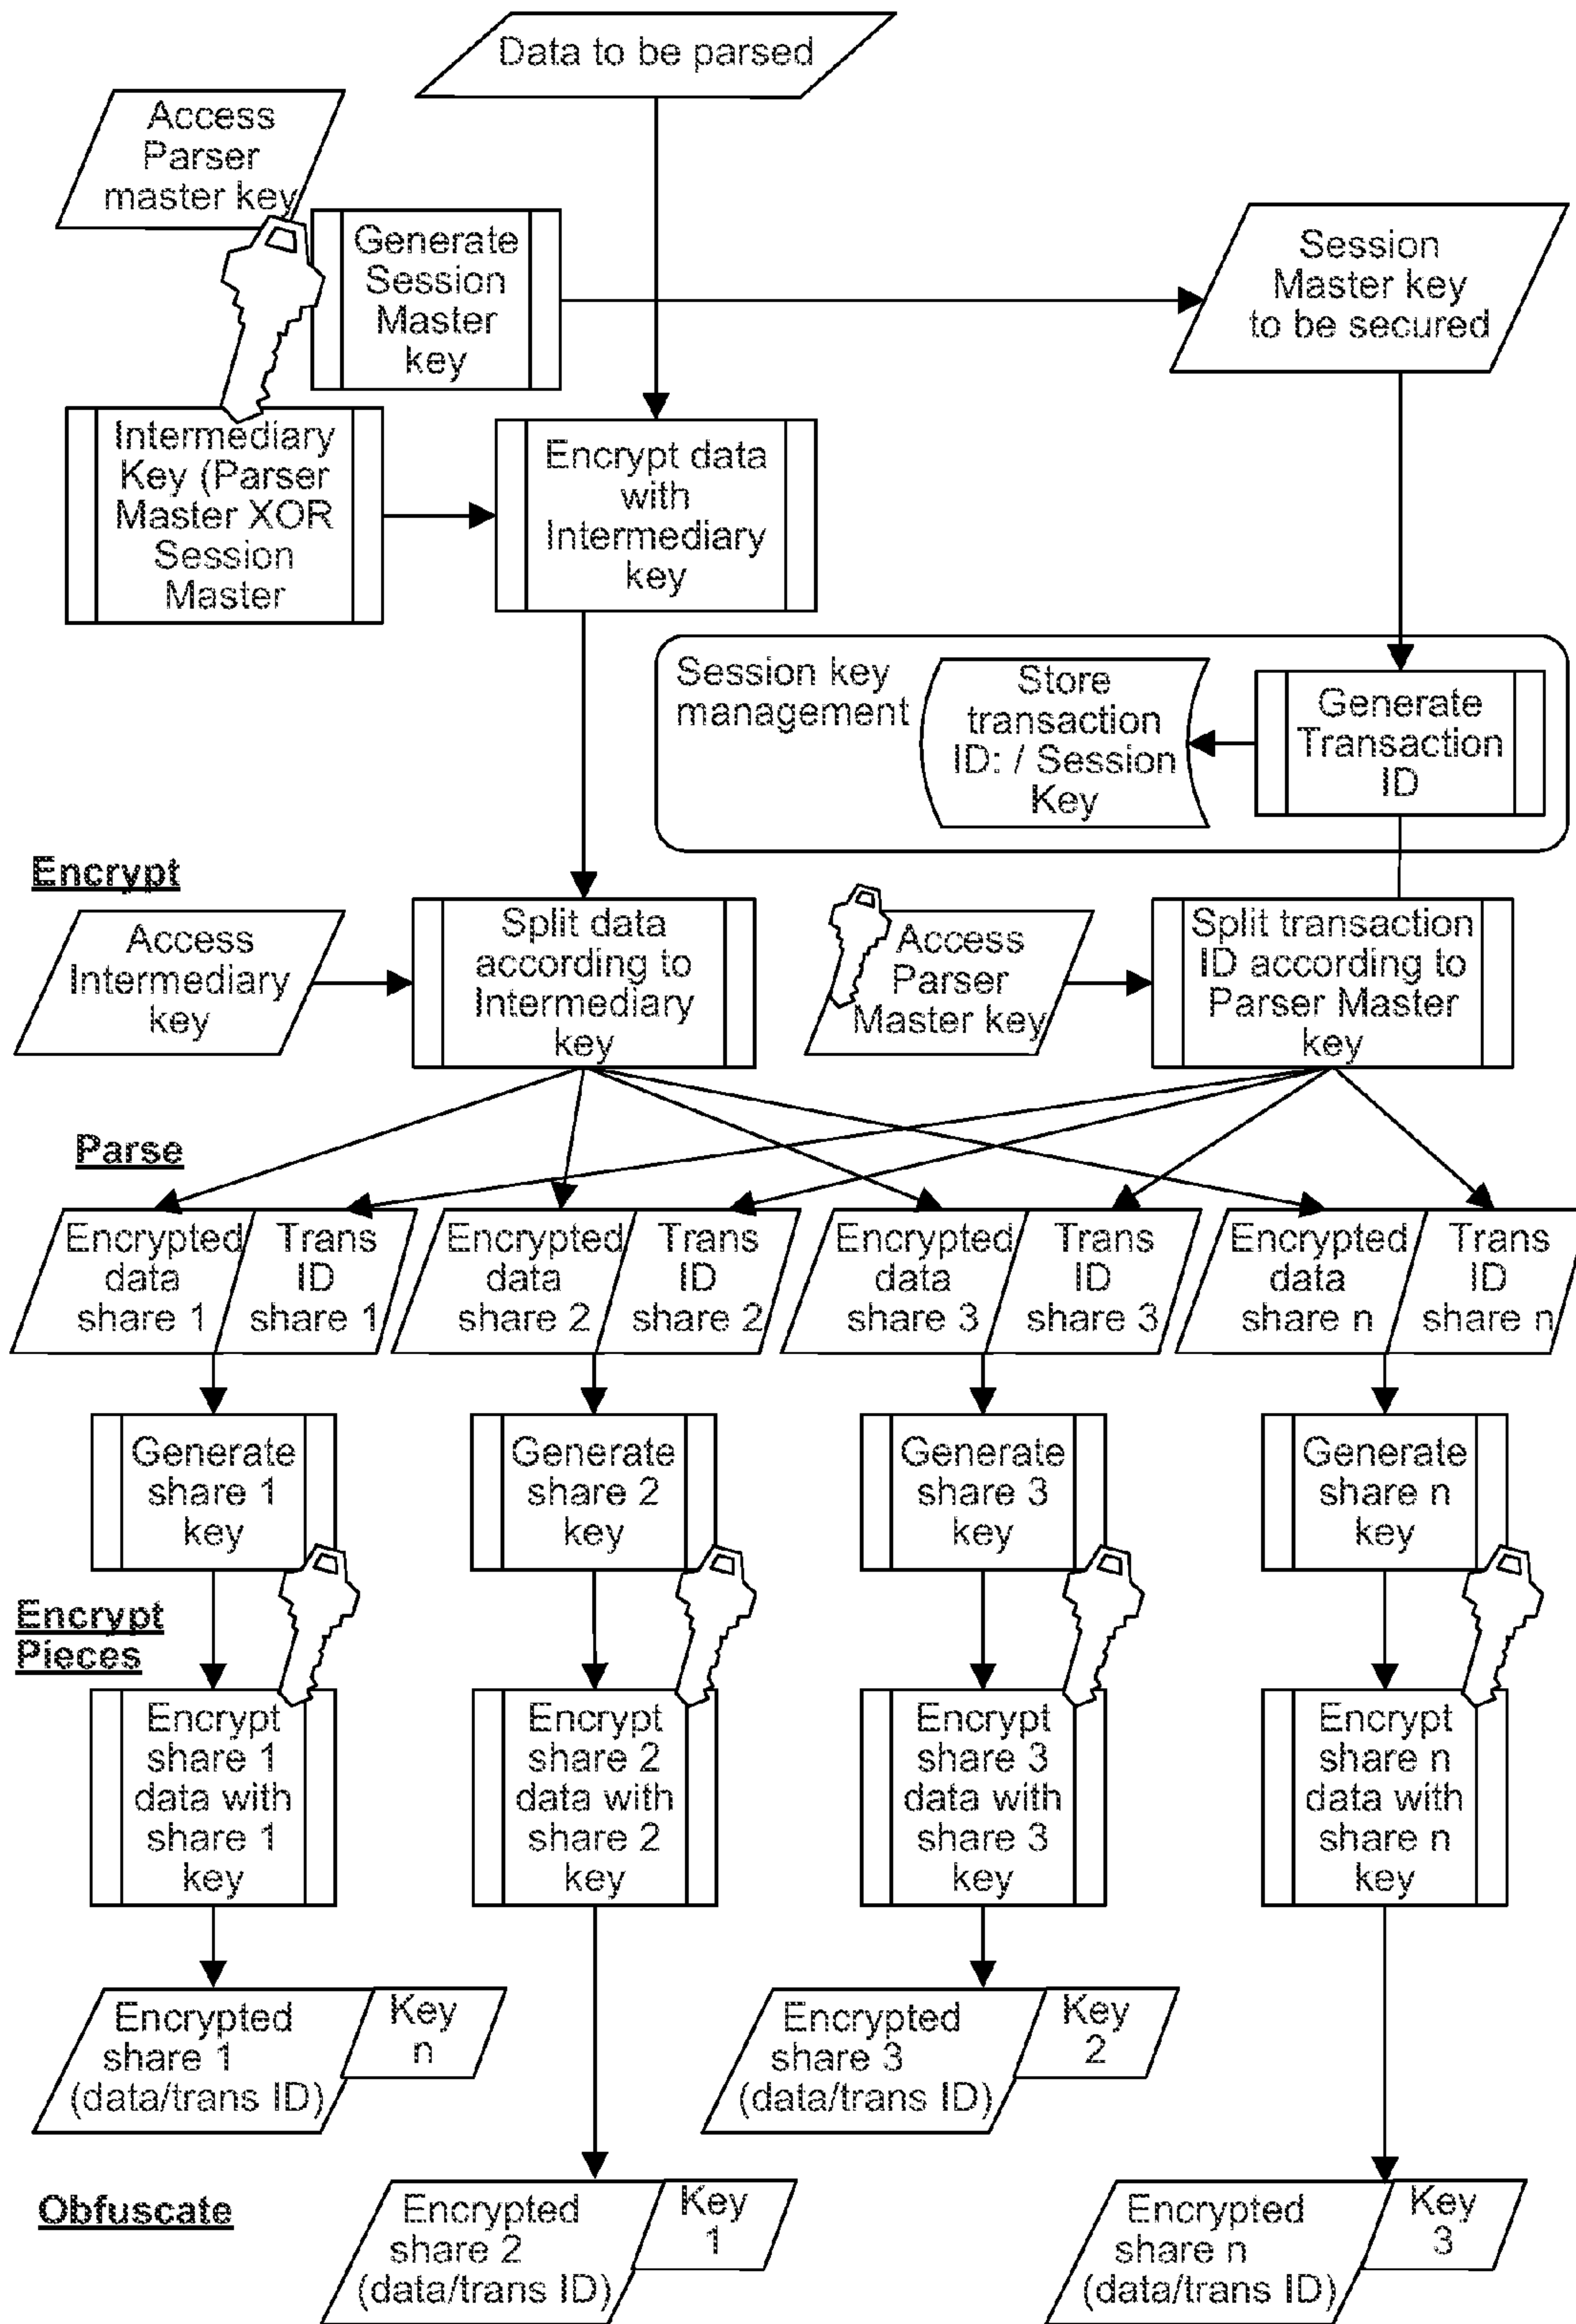 Data to be parsed
Access
Parser
master key
Generate
Session
Master
key
Session
Master key
to be secured
Intermediary
Key (Parser
Master XOR
Session
Master
Encrypt data
with
Intermediary
key
Session key
management
Store
transaction
ID: / Session
Key
Generate
Transaction
ID
Encrypt
Access
Intermediary
key
Split data
according to
Intermediary
key
Access
Parser
Master key
Split transaction
ID according to
Parser Master
key
Parse
Encrypted
data
share 1
Trans
ID
share 1
Encrypted
data
share 2
Trans
ID
share 2
Encrypted
data
share 3
Trans
ID
share 3
Encrypted
data
share n
Trans
ID
share n
Generate
share 1
key
Generate
share 2
key
Generate
share 3
key
Generate
share n
key
Encrypt
Pieces
Encrypt
share 1
data with
share 1
key
Encrypt
share 2
data with
share 2
key
Encrypt
share 3
data with
share 3
key
Encrypt
share n
data with
share n
key
Encrypted
share 1
(data/trans ID)
Key
n
Encrypted
share 3
(data/trans ID)
Key
2
Obfuscate
Encrypted
share 2
(data/trans ID)
Key
1
Encrypted
share n
(data/trans ID)
Key
3